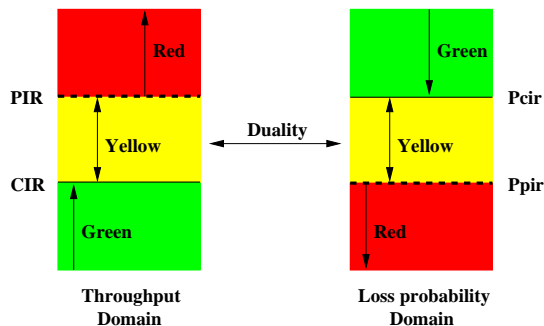 Red
Green
PIR
Pcir
Duality
Yellow
Yellow
CIR
Ppir
Green
Red
Throughput
Domain
Loss probability
Domain